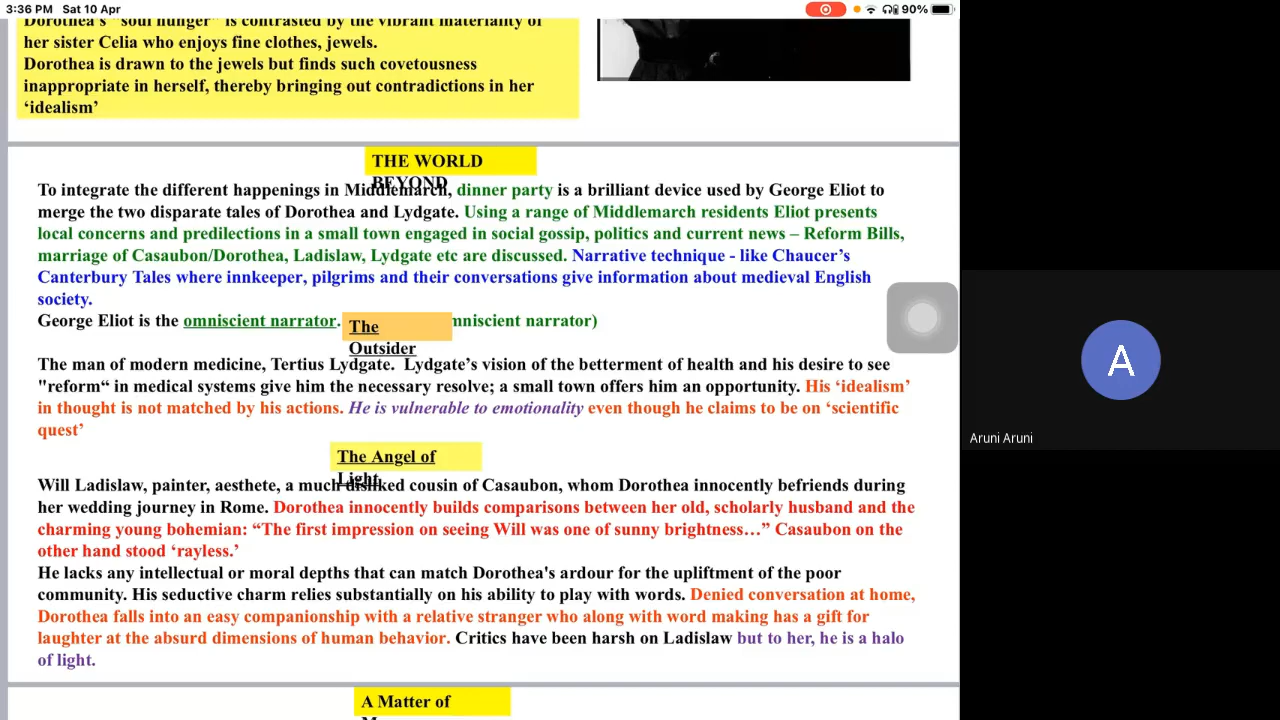 3:36 PM Sat 10 Apr
90%
Dorothea's "soul hunger" is contrasted by the vibrant materiality of
her sister Celia who enjoys fine clothes, jewels.
Dorothea is drawn to the jewels but finds such covetousness
inappropriate in herself, thereby bringing out contradictions in her
‘idealism’
THE WORLD
BEYOND
To integrate the different happenings in Middlemarch, dinner party is a brilliant device used by George Eliot to
merge the two disparate tales of Dorothea and Lydgate. Using a range of Middlemarch residents Eliot presents
local concerns and predilections in a small town engaged in social gossip, politics and current news – Reform Bills,
marriage of Casaubon/Dorothea, Ladislaw, Lydgate etc are discussed. Narrative technique - like Chaucer’s
Canterbury Tales where innkeeper, pilgrims and their conversations give information about medieval English
society.
George Eliot is the omniscient narrator. mniscient narrator)
The
Outsider
The man of modern medicine, Tertius Lydgate. Lydgate’s vision of the betterment of health and his desire to see
"reform“ in medical systems give him the necessary resolve; a small town offers him an opportunity. His ‘idealism’
in thought is not matched by his actions. He is vulnerable to emotionality even though he claims to be on ‘scientific
quest’
The Angel of
Light
Will Ladislaw, painter, aesthete, a much disliked cousin of Casaubon, whom Dorothea innocently befriends during
her wedding journey in Rome. Dorothea innocently builds comparisons between her old, scholarly husband and the
charming young bohemian: “The first impression on seeing Will was one of sunny brightness…” Casaubon on the
other hand stood ‘rayless.’
He lacks any intellectual or moral depths that can match Dorothea's ardour for the upliftment of the poor
community. His seductive charm relies substantially on his ability to play with words. Denied conversation at home,
Dorothea falls into an easy companionship with a relative stranger who along with word making has a gift for
laughter at the absurd dimensions of human behavior. Critics have been harsh on Ladislaw but to her, he is a halo
of light.
A Matter of
A
Aruni Aruni